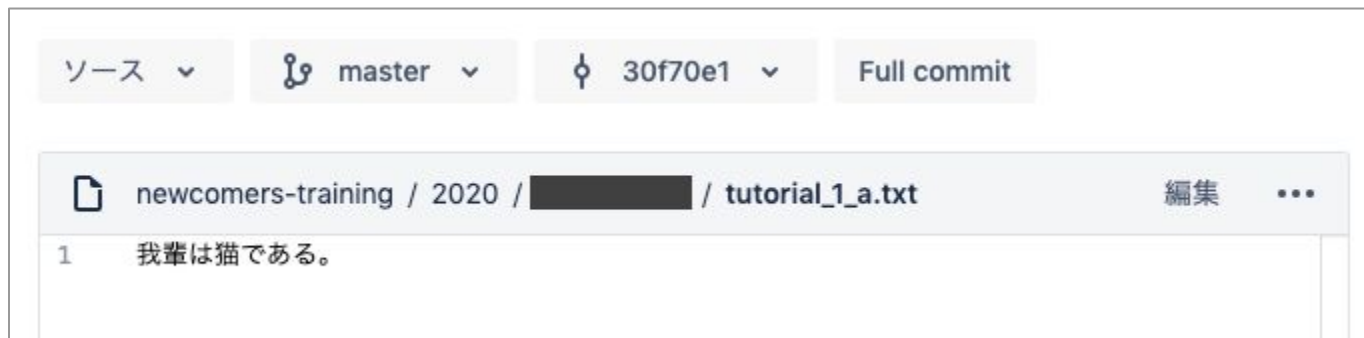 ソース master 30f70e1 Full commit
newcomers-training / 2020 / / tutorial_1_a.txt 編集 •••
1 我輩は猫である。